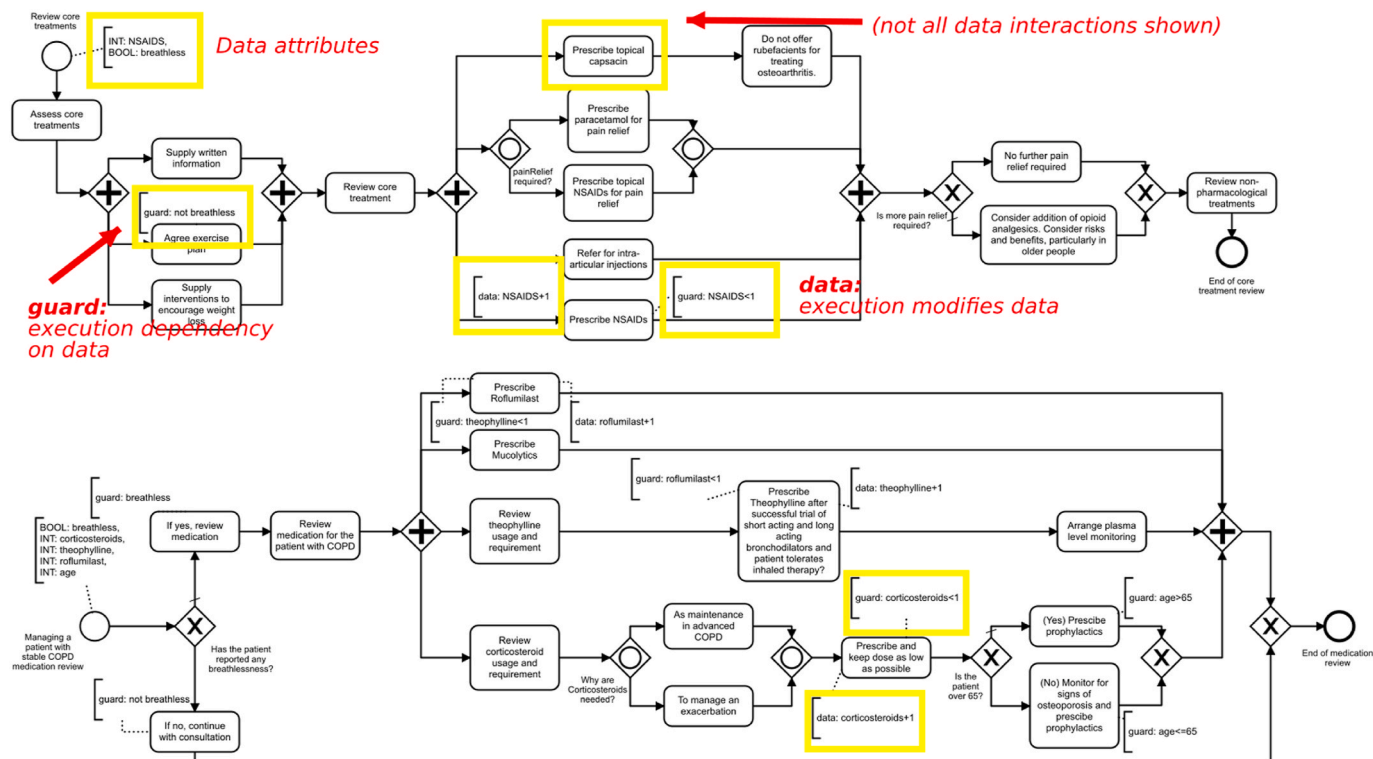 Review core
treatments
INT: NSAIDS,
BOOL: breathless
Data attributes
(not all data interactions shown)
Assess core
treatments
Supply written
information
guard: not breathless
Agree exercise
plan
Supply
interventions to
encourage weight
loss
guard:
execution dependency
on data
Review core
treatment
Prescribe topical
capsacin
Do not offer
rubefacients for
treating
osteoarthritis.
Prescribe
paracetamol for
pain relief
painRelief
required?
Prescribe topical
NSAIDs for pain
relief
Refer for intra-
articular injections
data: NSAIDS+1
Prescribe NSAIDs
guard: NSAIDS<1
data:
execution modifies data
Is more pain relief
required?
X
No further pain
relief required
Consider addition of opioid
analgesics. Consider risks
and benefits, particularly in
older people
X
Review non-
pharmacological
treatments
End of core
treatment review
Prescribe
Roflumilast
guard: theophylline<1
data: roflumilast+1
Prescribe
Mucolytics
guard: breathless
BOOL: breathless,
INT: corticosteroids,
INT: theophylline,
INT: roflumilast,
INT: age
Managing a
patient with
stable COPD
medication review
If yes, review
medication
X
Has the patient
reported any
breathlessness?
guard: not breathless
If no, continue
with consultation
Review
medication for the
patient with COPD
Review
theophylline
usage and
requirement
guard: roflumilast<1
Prescribe
Theophylline after
successful trial of
short acting and long
acting
bronchodilators and
patient tolerates
inhaled therapy?
data: theophylline+1
Arrange plasma
level monitoring
Review
corticosteroid
usage and
requirement
Why are
Corticosteroids
needed?
As maintenance
in advanced
COPD
To manage an
exacerbation
guard: corticosteroids<1
Prescribe and
keep dose as low
as possible
data: corticosteroids+1
X
Is the
patient
over 65?
(Yes) Prescibe
prophylactics
guard: age>65
(No) Monitor for
signs of
osteoporosis and
prescibe
prophylactics
guard: age<=65
X
X
End of medication
review